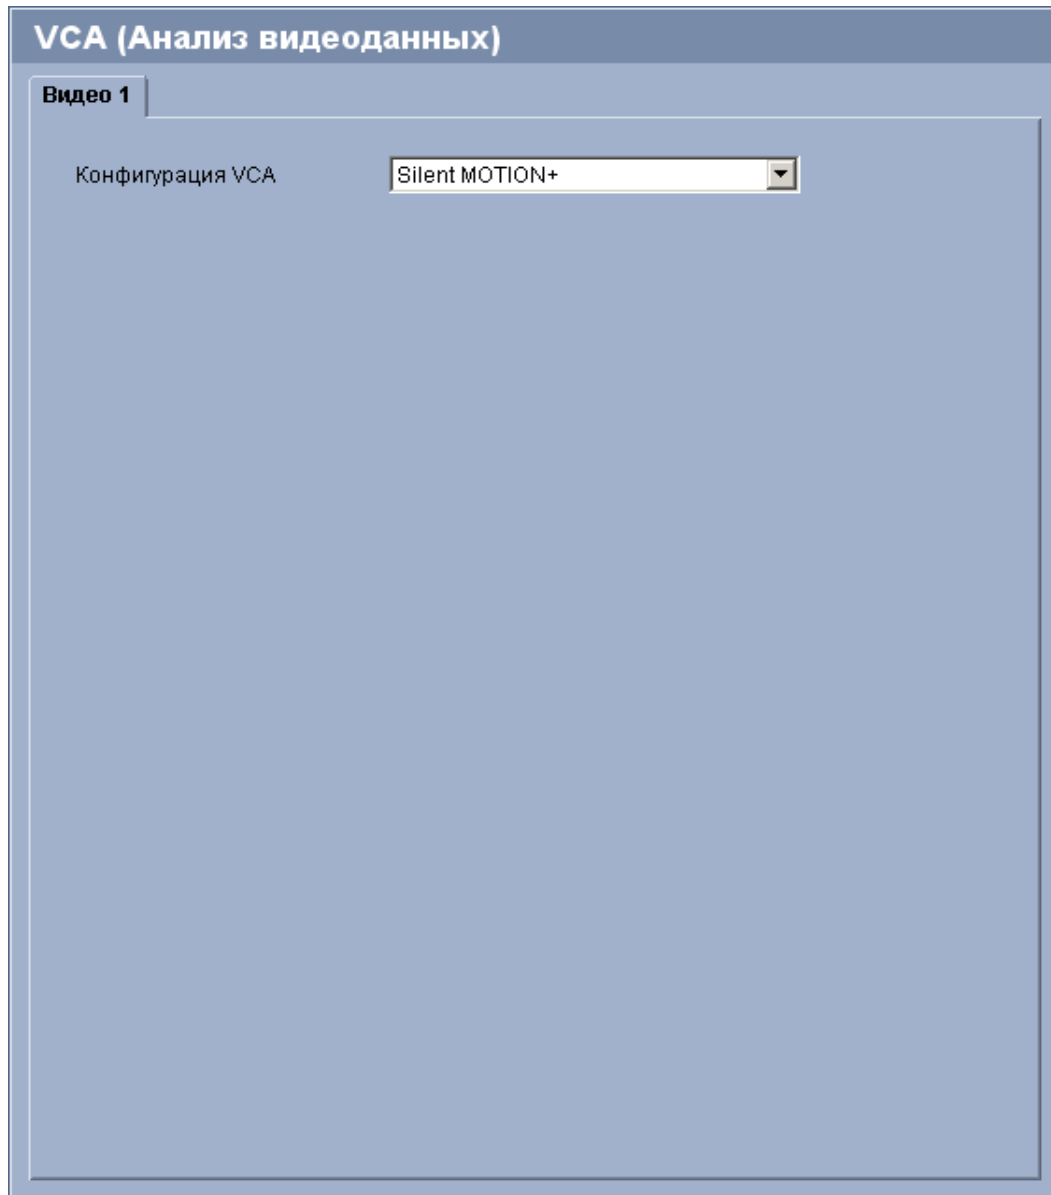 VCA (Анализ видеоданных)
Видео 1
Конфигурация VCA
Silent MOTION+